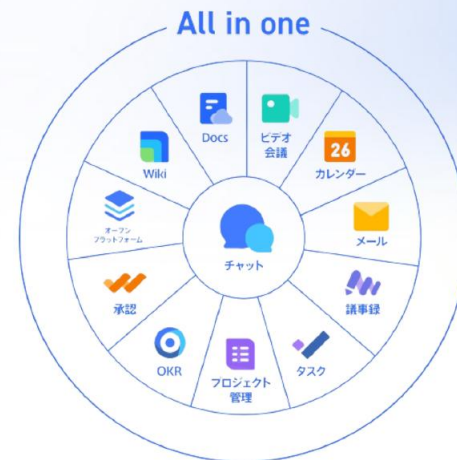 All in one
Docs
ビデオ
会議
26
カレンダー
メール
議事録
タスク
プロジェクト
管理
OKR
承認
オープン
プラットフォーム
Wiki
チャット